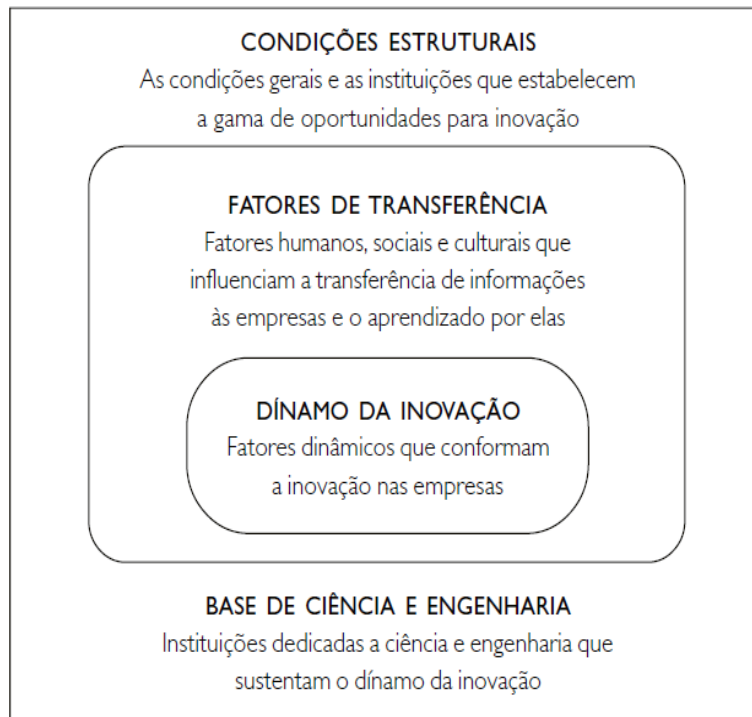 CONDIÇÕES ESTRUTURAIS
As condições gerais e as instituições que estabelecem
a gama de oportunidades para inovação
FATORES DE TRANSFERÊNCIA
Fatores humanos, sociais e culturais que
influenciam a transferência de informações
às empresas e o aprendizado por elas
DÍNAMO DA INOVAÇÃO
Fatores dinâmicos que conformam
a inovação nas empresas
BASE DE CIÊNCIA E ENGENHARIA
Instituições dedicadas a ciência e engenharia que
sustentam o dínamo da inovação